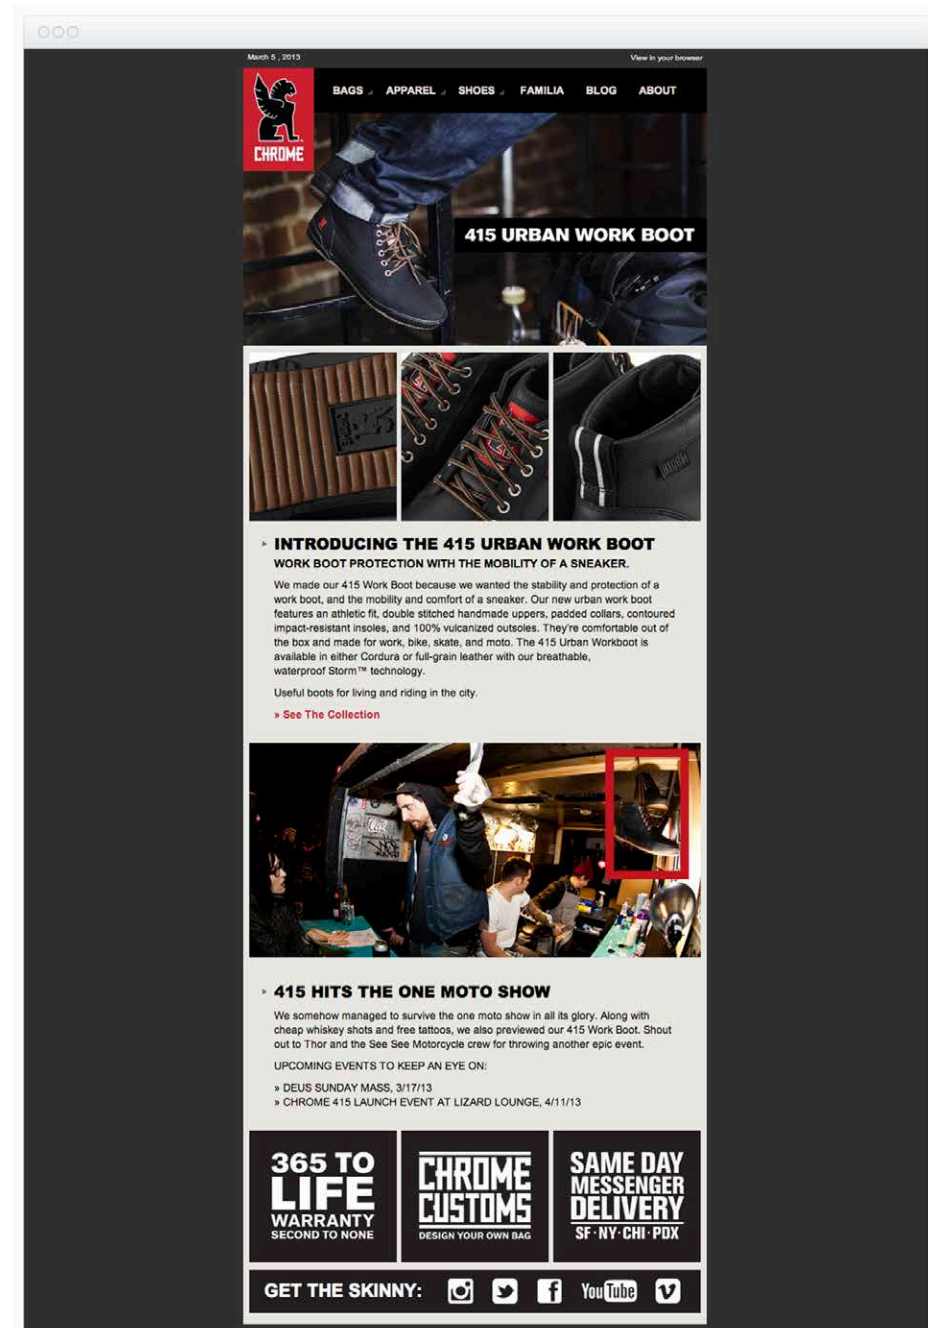 March 5 , 2013
View in your browser
CHROME
BAGS
APPAREL
SHOES
FAMILIA
BLOG
ABOUT
415 URBAN WORK BOOT
INTRODUCING THE 415 URBAN WORK BOOT
WORK BOOT PROTECTION WITH THE MOBILITY OF A SNEAKER.
We made our 415 Work Boot because we wanted the stability and protection of a
work boot, and the mobility and comfort of a sneaker. Our new urban work boot
features an athletic fit, double stitched handmade uppers, padded collars, contoured
impact-resistant insoles, and 100% vulcanized outsoles. They're comfortable out of
the box and made for work, bike, skate, and moto. The 415 Urban Workboot is
available in either Cordura or full-grain leather with our breathable,
waterproof Storm™ technology.
Useful boots for living and riding in the city.
» See The Collection
415 HITS THE ONE MOTO SHOW
We somehow managed to survive the one moto show in all its glory. Along with
cheap whiskey shots and free tattoos, we also previewed our 415 Work Boot. Shout
out to Thor and the See See Motorcycle crew for throwing another epic event.
UPCOMING EVENTS TO KEEP AN EYE ON:
» DEUS SUNDAY MASS, 3/17/13
» CHROME 415 LAUNCH EVENT AT LIZARD LOUNGE, 4/11/13
365 TO
LIFE
WARRANTY
SECOND TO NONE
CHROME
CUSTOMS
DESIGN YOUR OWN BAG
SAME DAY
MESSENGER
DELIVERY
SF·NY·CHI·PDX
GET THE SKINNY:
YouTube